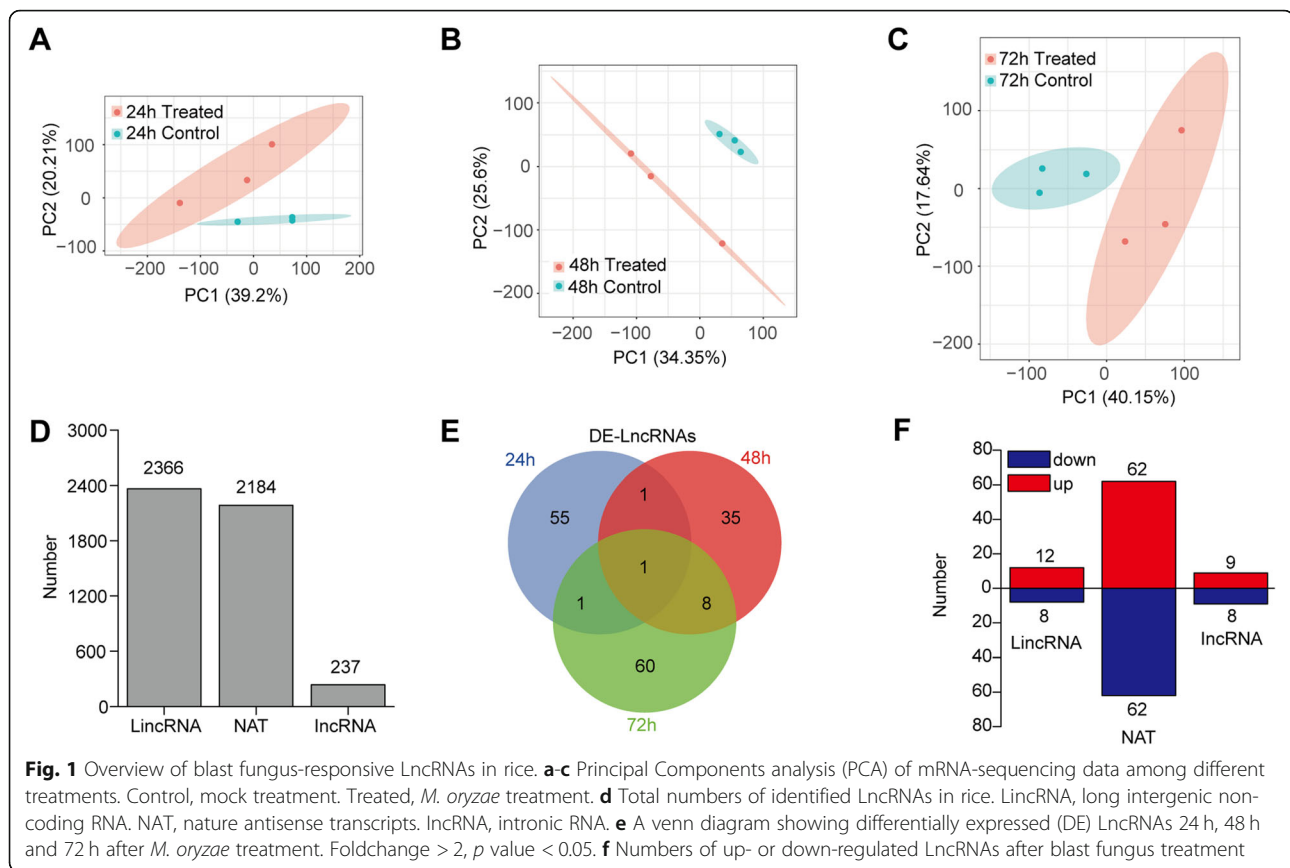 A
24h Treated
24h Control
100
0
−100
−200
−100
0
100
200
PC2 (20.21%)
PC1 (39.2%)
B
100
0
−100
−200
48h Treated
48h Control
−200
−100
0
100
PC2 (25.6%)
PC1 (34.35%)
C
72h Treated
72h Control
100
0
−100
−200
−100
0
100
PC2 (17.64%)
PC1 (40.15%)
D
3000
2400
1800
1200
600
0
Number
2366
2184
237
LincRNA
NAT
IncRNA
E
DE-LncRNAs
24h
48h
1
55
35
1
1
8
60
72h
F
80
60
40
20
0
20
40
60
80
Number
down
up
62
12
9
8
8
LincRNA
IncRNA
62
NAT
Fig. 1 Overview of blast fungus-responsive LncRNAs in rice. a-c Principal Components analysis (PCA) of mRNA-sequencing data among different
treatments. Control, mock treatment. Treated, M. oryzae treatment. d Total numbers of identified LncRNAs in rice. LincRNA, long intergenic non-
coding RNA. NAT, nature antisense transcripts. IncRNA, intronic RNA. e A venn diagram showing differentially expressed (DE) LncRNAs 24 h, 48 h
and 72 h after M. oryzae treatment. Foldchange > 2, p value < 0.05. f Numbers of up- or down-regulated LncRNAs after blast fungus treatment